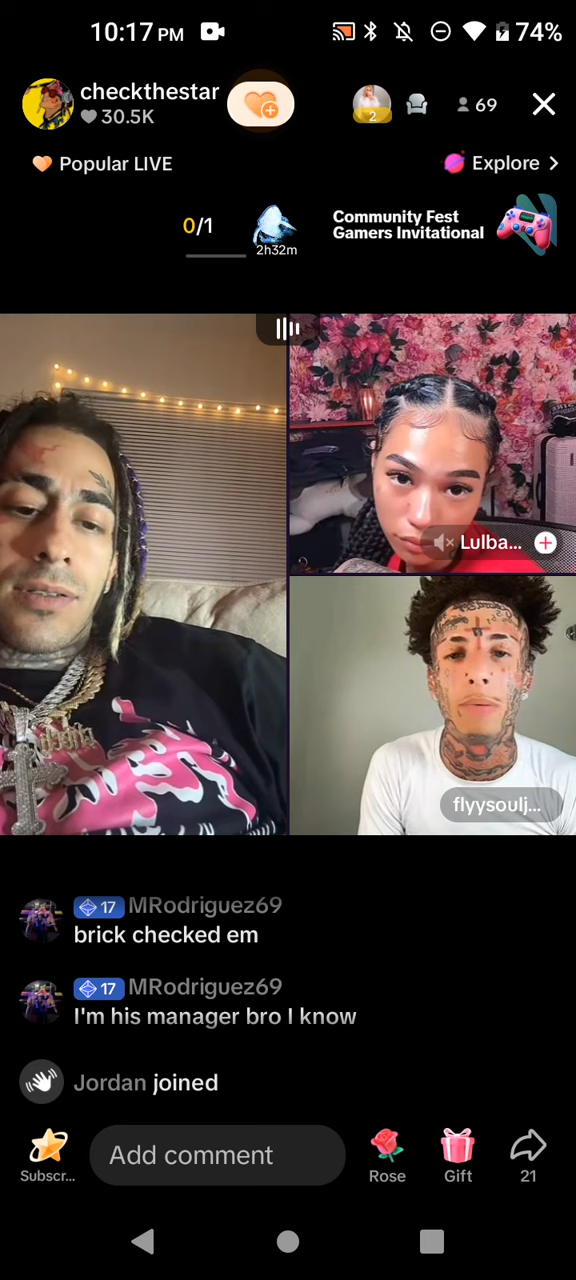 10:17 PM
74%
checkthestar
30.5K
2
69
Popular LIVE
Explore >
0/1
2h32m
Community Fest
Gamers Invitational
Lulba...
flyysoulj...
17 MRodriguez69
brick checked em
17 MRodriguez69
I'm his manager bro I know
Jordan joined
Subscr...
Add comment
Rose
Gift
21